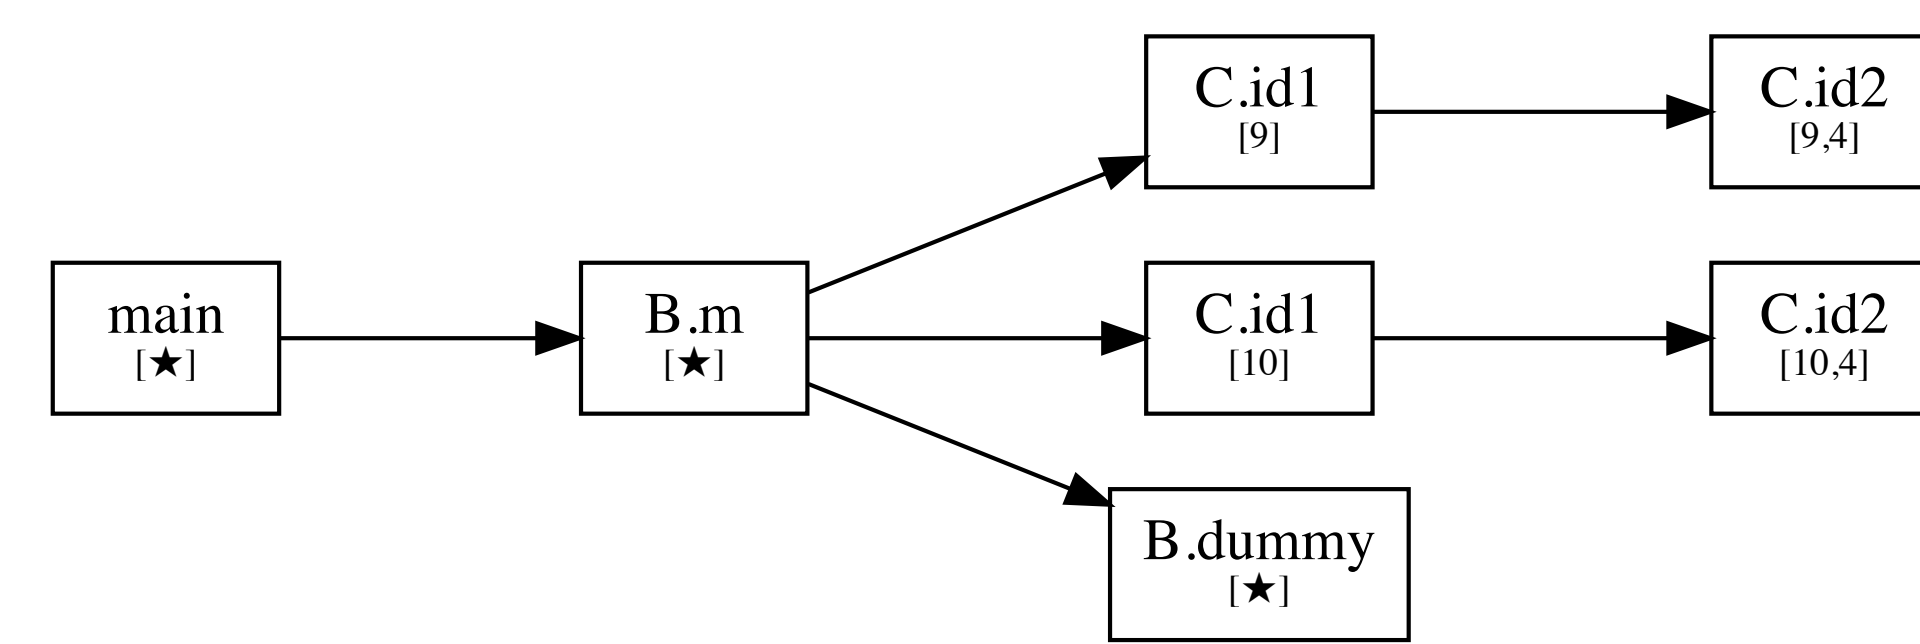 C.id1
[9]
C.id2
[9,4]
main
[★]
B.m
[★]
C.id1
[10]
C.id2
[10,4]
B.dummy
[★]